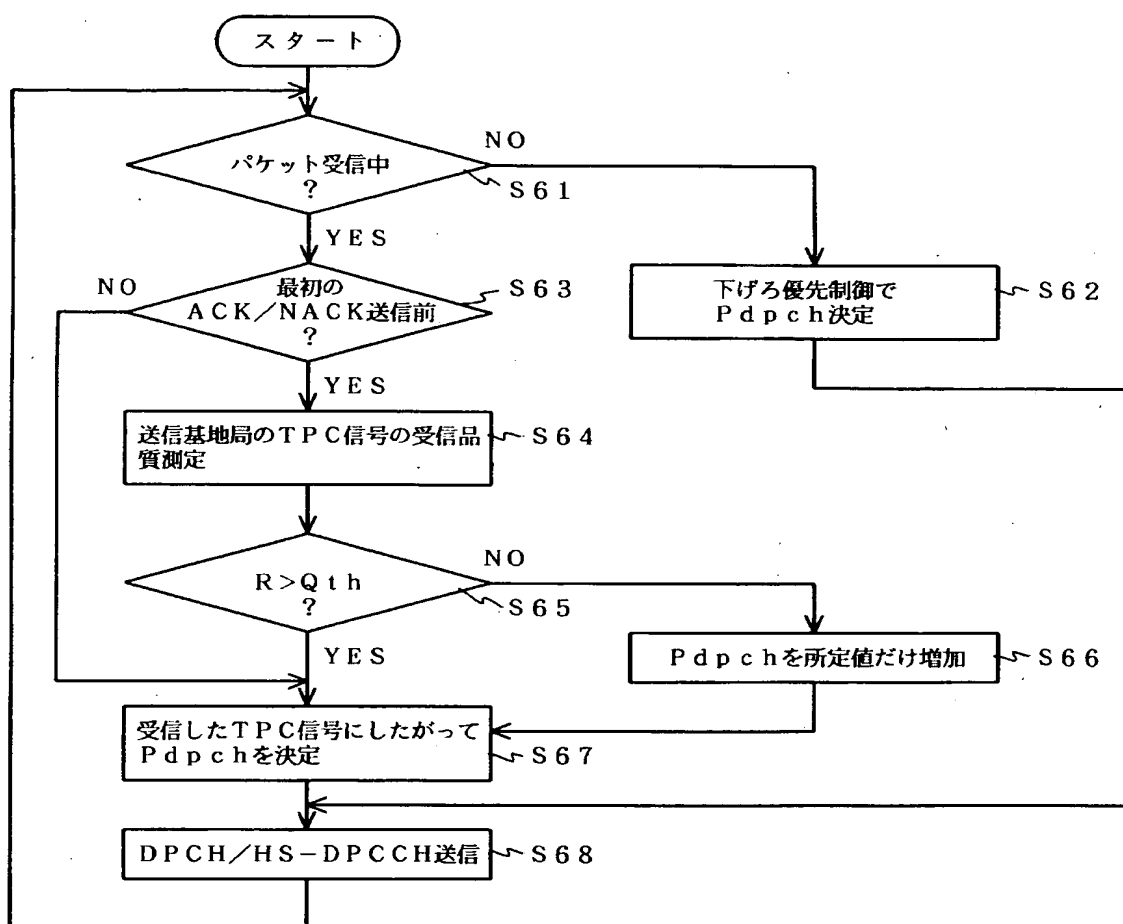 スタート
パケット受信中
？
NO
S61
YES
最初の
ACK／NACK送信前
？
NO
S63
下げろ優先制御で
Pdpch決定
S62
YES
送信基地局のTPC信号の受信品
質測定
S64
R＞Qth
？
NO
S65
YES
Pdpchを所定値だけ増加
S66
受信したTPC信号にしたがって
Pdpchを決定
S67
DPCH／HS－DPCCH送信
S68